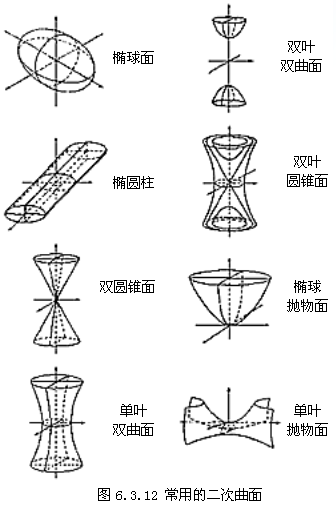 椭球面
双叶
双曲面
椭圆柱
双叶
圆锥面
双圆锥面
椭球
抛物面
单叶
双曲面
单叶
抛物面
图 6.3.12 常用的二次曲面